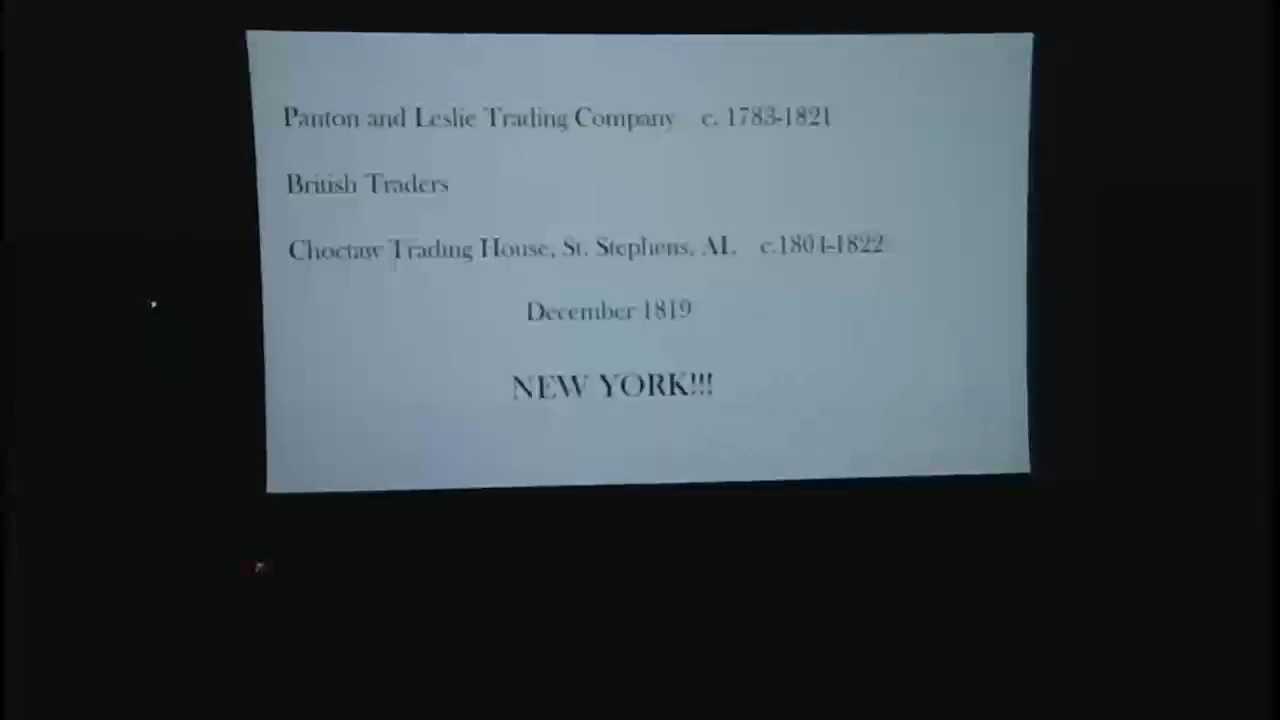 Panton and Leslie Trading Company c. 1783-1821
British Traders
Choctaw Trading House, St. Stephens, AL c.1804-1822
December 1819
NEW YORK!!!